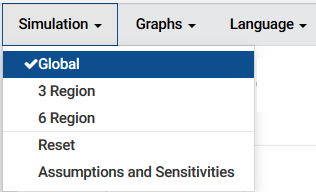 Simulation Graphs Language
Global
3 Region
6 Region
Reset
Assumptions and Sensitivities